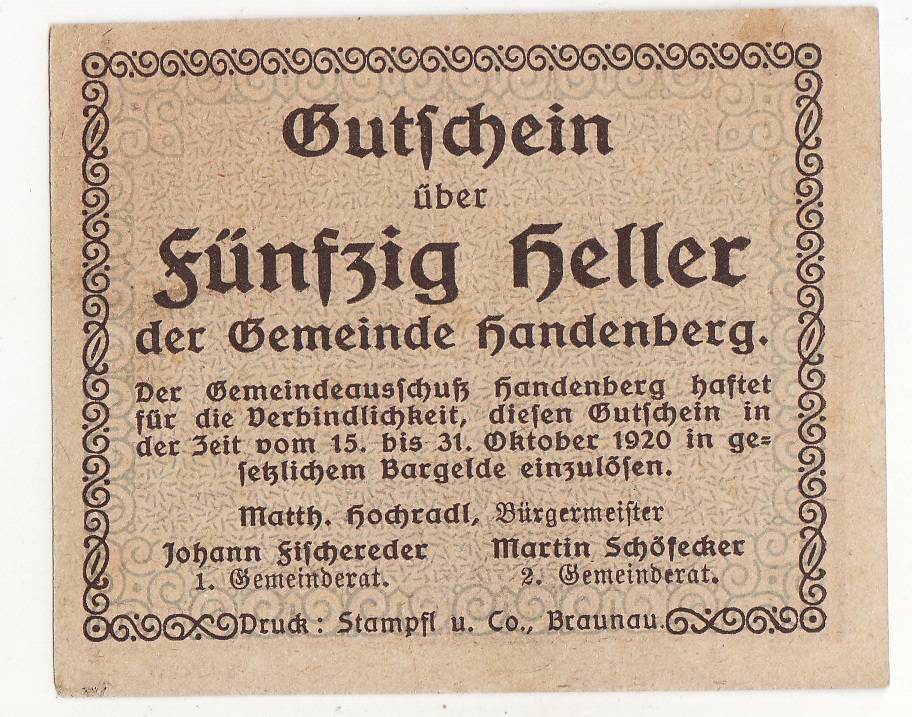 Gutschein
über
Fünfzig Heller
der Gemeinde Handenberg.
Der Gemeindeausschuß Handenberg haftet
für die Verbindlichkeit, diesen Gutschein in
der Zeit vom 15. bis 31. Oktober 1920 in ge=
setzlichem Bargelde einzulösen.
Matth. Hochradl, Bürgermeister
Johann Fischereder Martin Schöfecker
1. Gemeinderat. 2. Gemeinderat.
Druck: Stampfl u. Co., Braunau.